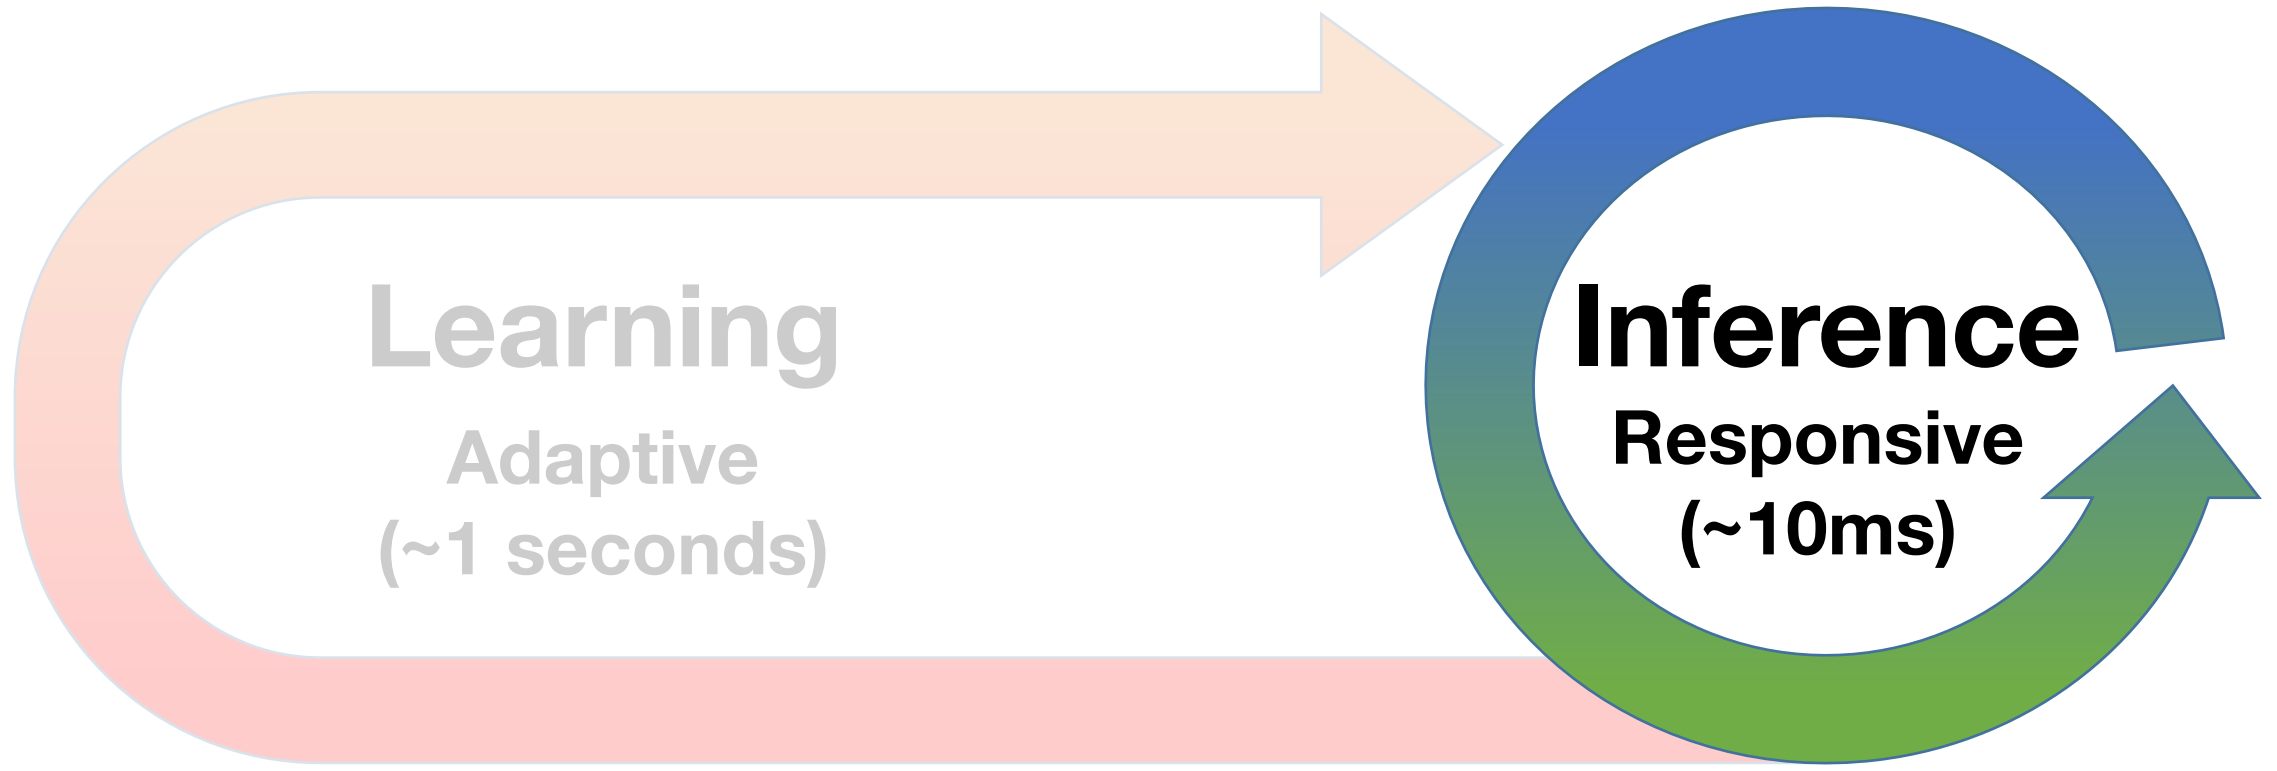 Learning
Adaptive
(~1 seconds)
Inference
Responsive
(~10ms)